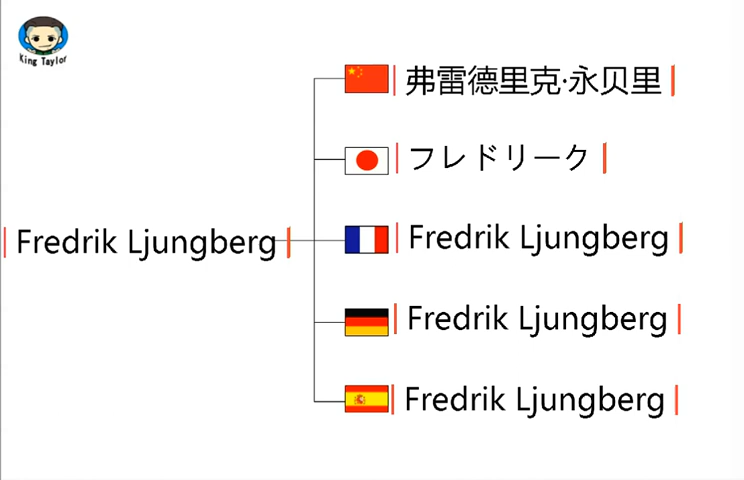 King Taylor
弗雷德里克·永贝里
フレドリーク
Fredrik Ljungberg
Fredrik Ljungberg
Fredrik Ljungberg
Fredrik Ljungberg